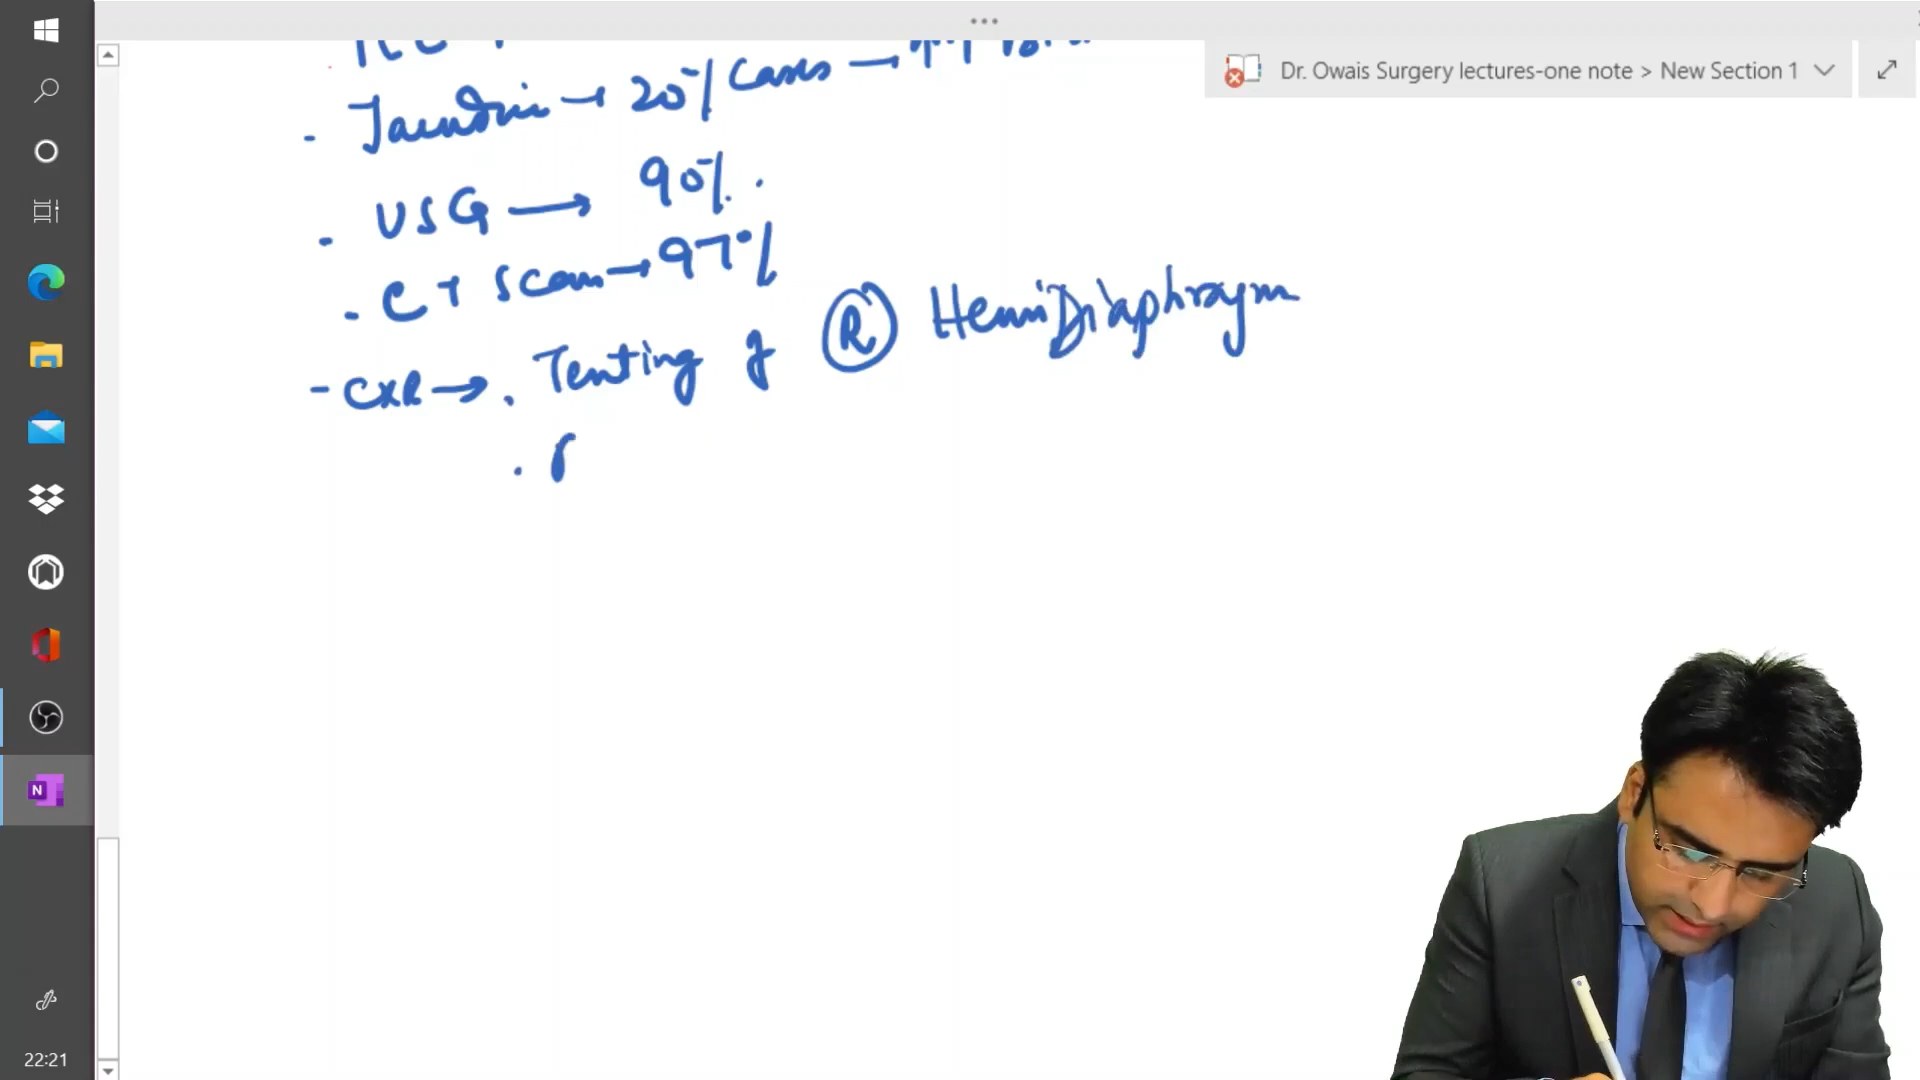 Dr. Owais Surgery lectures-one note > New Section 1
- Jaundice → 20% Cases →
- USG → 90%.
- CT Scan → 97%
- CXR → . Tenting of (R) HemiDiaphragm
.
N
22:21